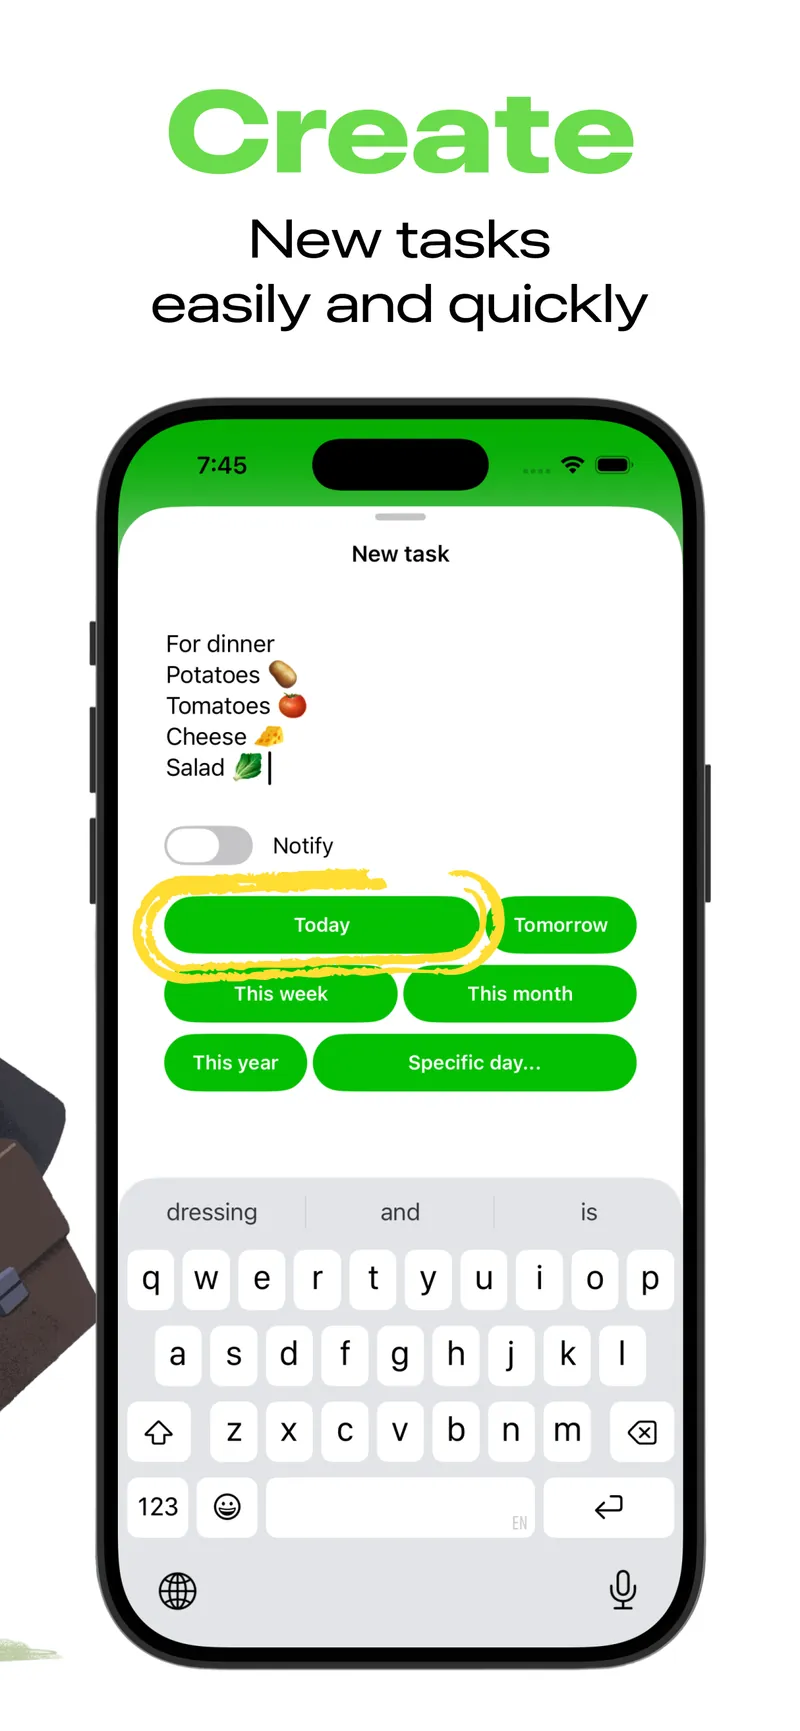 Create
New tasks
easily and quickly
7:45
New task
For dinner
Potatoes 🥔
Tomatoes 🍅
Cheese 🧀
Salad 🥬
Notify
Today Tomorrow
This week This month
This year Specific day...
dressing and is
q w e r t y u i o p
a s d f g h j k l
z x c v b n m
123
EN